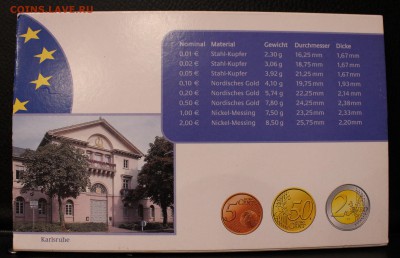 COINS.LAVE.RU
Nominal Material Gewicht Durchmesser Dicke
0,01 € Stahl-Kupfer 2,30 g 16,25 mm 1,67 mm
0,02 € Stahl-Kupfer 3,06 g 18,75 mm 1,67 mm
0,05 € Stahl-Kupfer 3,92 g 21,25 mm 1,67 mm
0,10 € Nordisches Gold 4,10 g 19,75 mm 1,93 mm
0,20 € Nordisches Gold 5,74 g 22,25 mm 2,14 mm
0,50 € Nordisches Gold 7,80 g 24,25 mm 2,38 mm
1,00 € Nickel-Messing 7,50 g 23,25 mm 2,33 mm
2,00 € Nickel-Messing 8,50 g 25,75 mm 2,20 mm
5
50
2
Karlsruhe